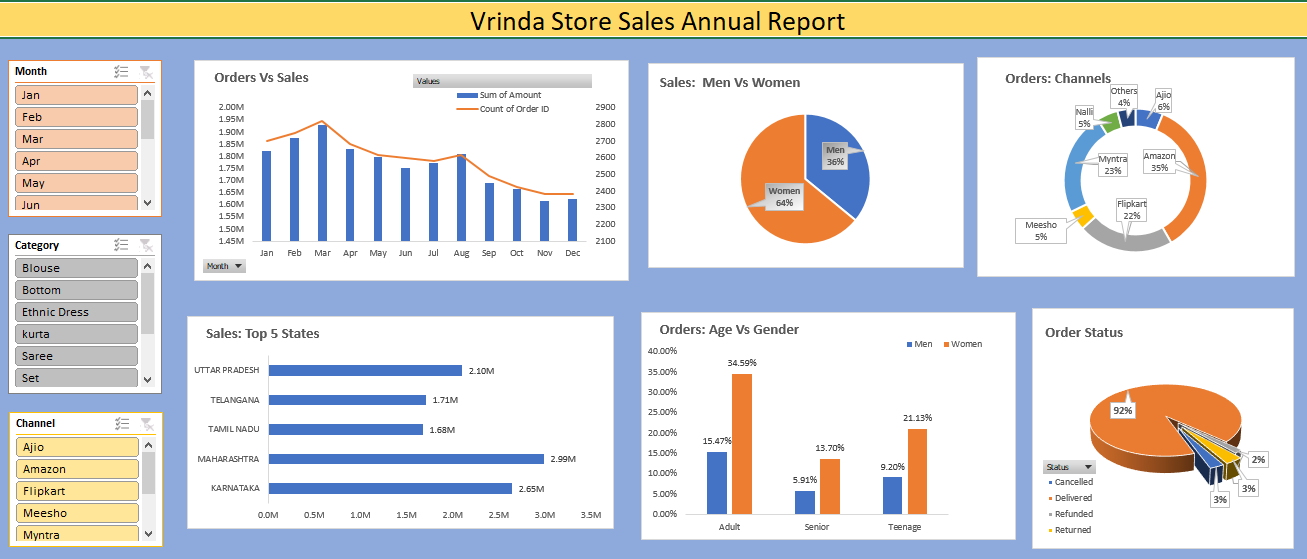 Vrinda Store Sales Annual Report
Month
Jan
Feb
Mar
Apr
May
Jun
Category
Blouse
Bottom
Ethnic Dress
kurta
Saree
Set
Channel
Ajio
Amazon
Flipkart
Meesho
Myntra
Orders Vs Sales
Values
Sum of Amount
Count of Order ID
2.00M
1.95M
1.90M
1.85M
1.80M
1.75M
1.70M
1.65M
1.60M
1.55M
1.50M
1.45M
2900
2800
2700
2600
2500
2400
2300
2200
2100
Jan Feb Mar Apr May Jun Jul Aug Sep Oct Nov Dec
Month
Sales: Men Vs Women
Men
36%
Women
64%
Orders: Channels
Others
4%
Ajio
6%
Nalli
5%
Myntra
23%
Amazon
35%
Flipkart
22%
Meesho
5%
Sales: Top 5 States
UTTAR PRADESH 2.10M
TELANGANA 1.71M
TAMIL NADU 1.68M
MAHARASHTRA 2.99M
KARNATAKA 2.65M
0.0M 0.5M 1.0M 1.5M 2.0M 2.5M 3.0M 3.5M
Orders: Age Vs Gender
Men Women
40.00%
35.00%
30.00%
25.00%
20.00%
15.00%
10.00%
5.00%
0.00%
15.47%
34.59%
5.91%
13.70%
9.20%
21.13%
Adult Senior Teenage
Order Status
92%
2%
3%
3%
Status
Cancelled
Delivered
Refunded
Returned